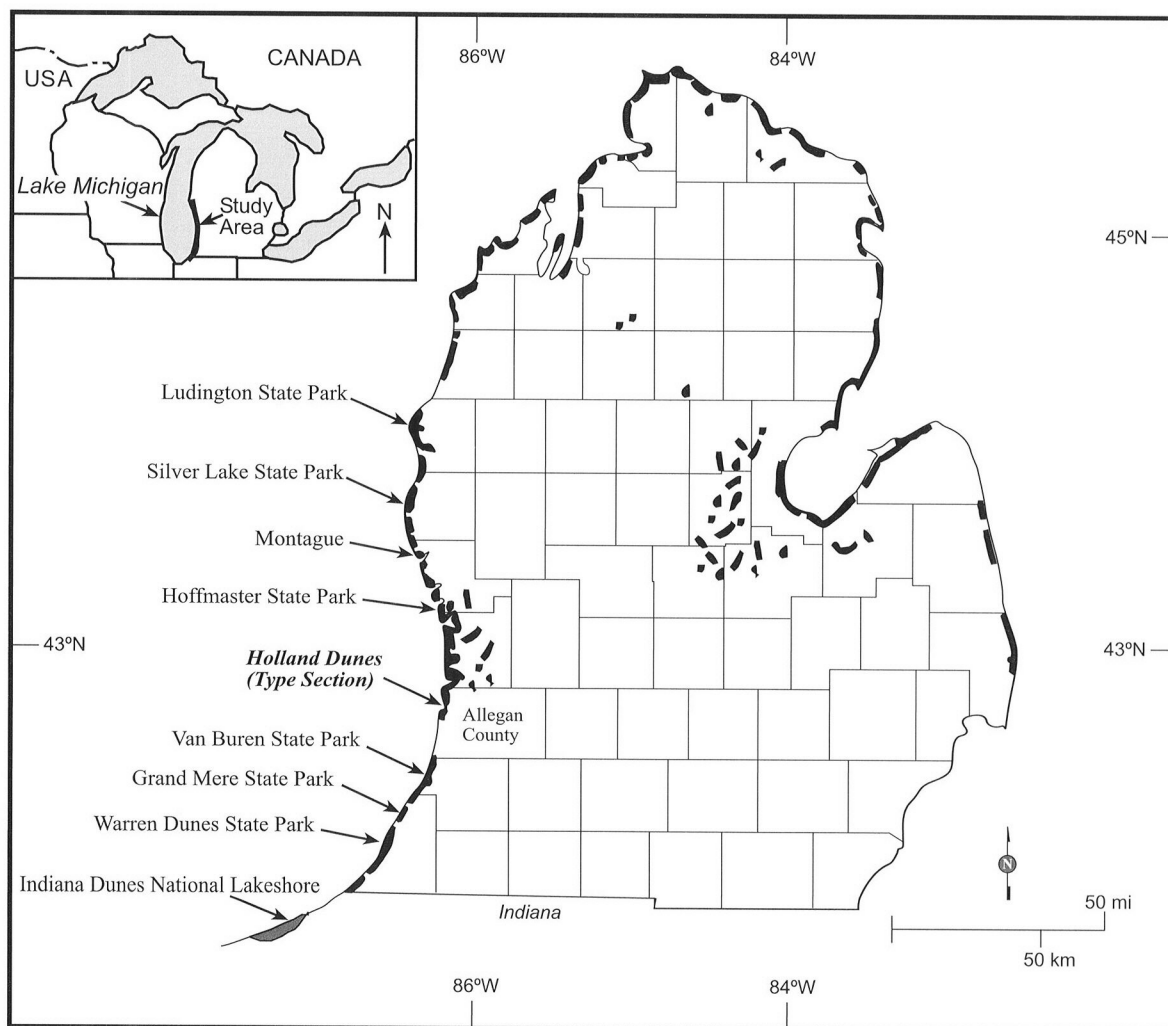 86ºW
84ºW
USA
CANADA
Lake Michigan
Study
Area
N
45ºN
Ludington State Park
Silver Lake State Park
Montague
Hoffmaster State Park
43ºN
43ºN
Holland Dunes
(Type Section)
Allegan
County
Van Buren State Park
Grand Mere State Park
Warren Dunes State Park
Indiana Dunes National Lakeshore
Indiana
N
50 mi
50 km
86ºW
84ºW